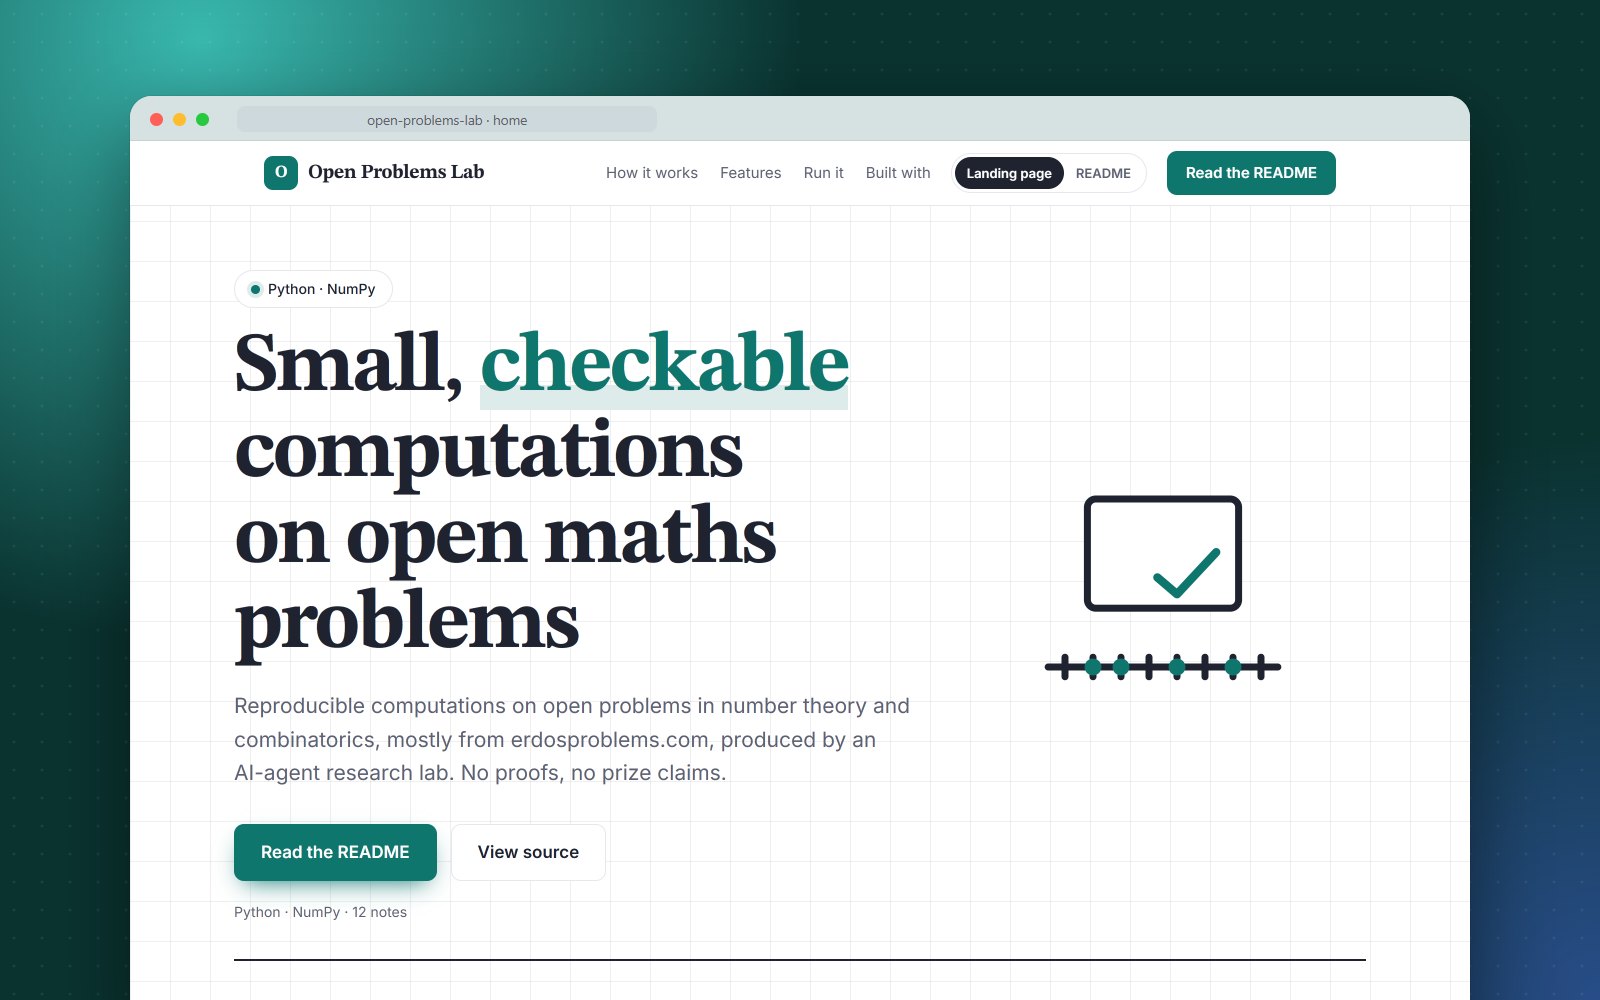 open-problems-lab · home
O Open Problems Lab
How it works Features Run it Built with Landing page README Read the README
Python · NumPy
Small, checkable
computations
on open maths
problems
Reproducible computations on open problems in number theory and
combinatorics, mostly from erdosproblems.com, produced by an
AI-agent research lab. No proofs, no prize claims.
Read the README View source
Python · NumPy · 12 notes